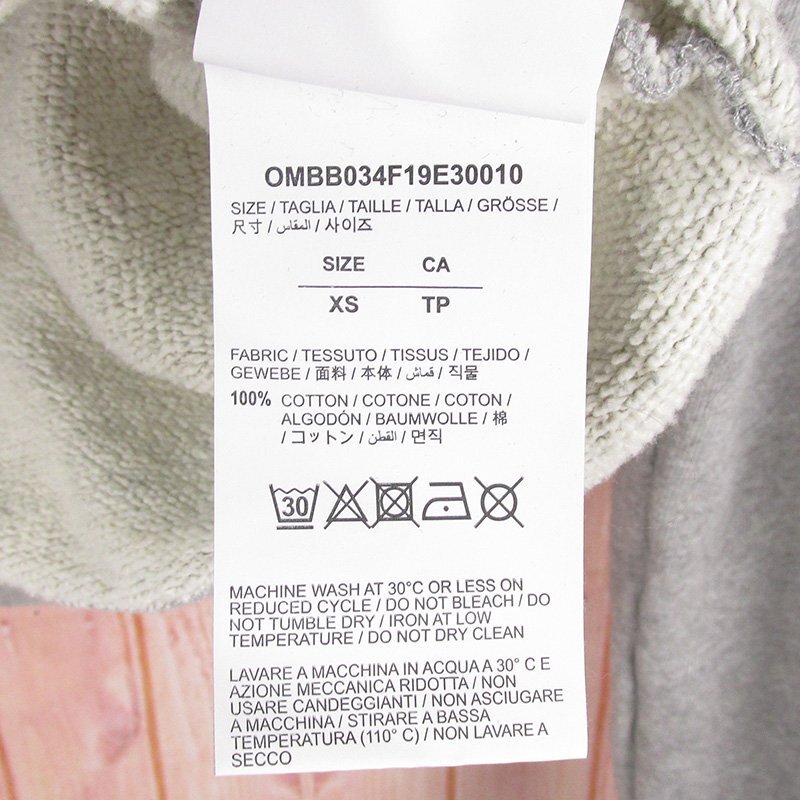 OMBB034F19E30010
SIZE / TAGLIA / TAILLE / TALLA / GRÖSSE /
尺寸 / المقاس / 사이즈
SIZE CA
XS TP
FABRIC / TESSUTO / TISSUS / TEJIDO /
GEWEBE / 面料 / 本体 / قماش / 직물
100% COTTON / COTONE / COTON /
ALGODÓN / BAUMWOLLE / 棉
/ コットン / القطن / 면직
30
MACHINE WASH AT 30°C OR LESS ON
REDUCED CYCLE / DO NOT BLEACH / DO
NOT TUMBLE DRY / IRON AT LOW
TEMPERATURE / DO NOT DRY CLEAN
LAVARE A MACCHINA IN ACQUA A 30° C E
AZIONE MECCANICA RIDOTTA / NON
USARE CANDEGGIANTI / NON ASCIUGARE
A MACCHINA / STIRARE A BASSA
TEMPERATURA (110° C) / NON LAVARE A
SECCO